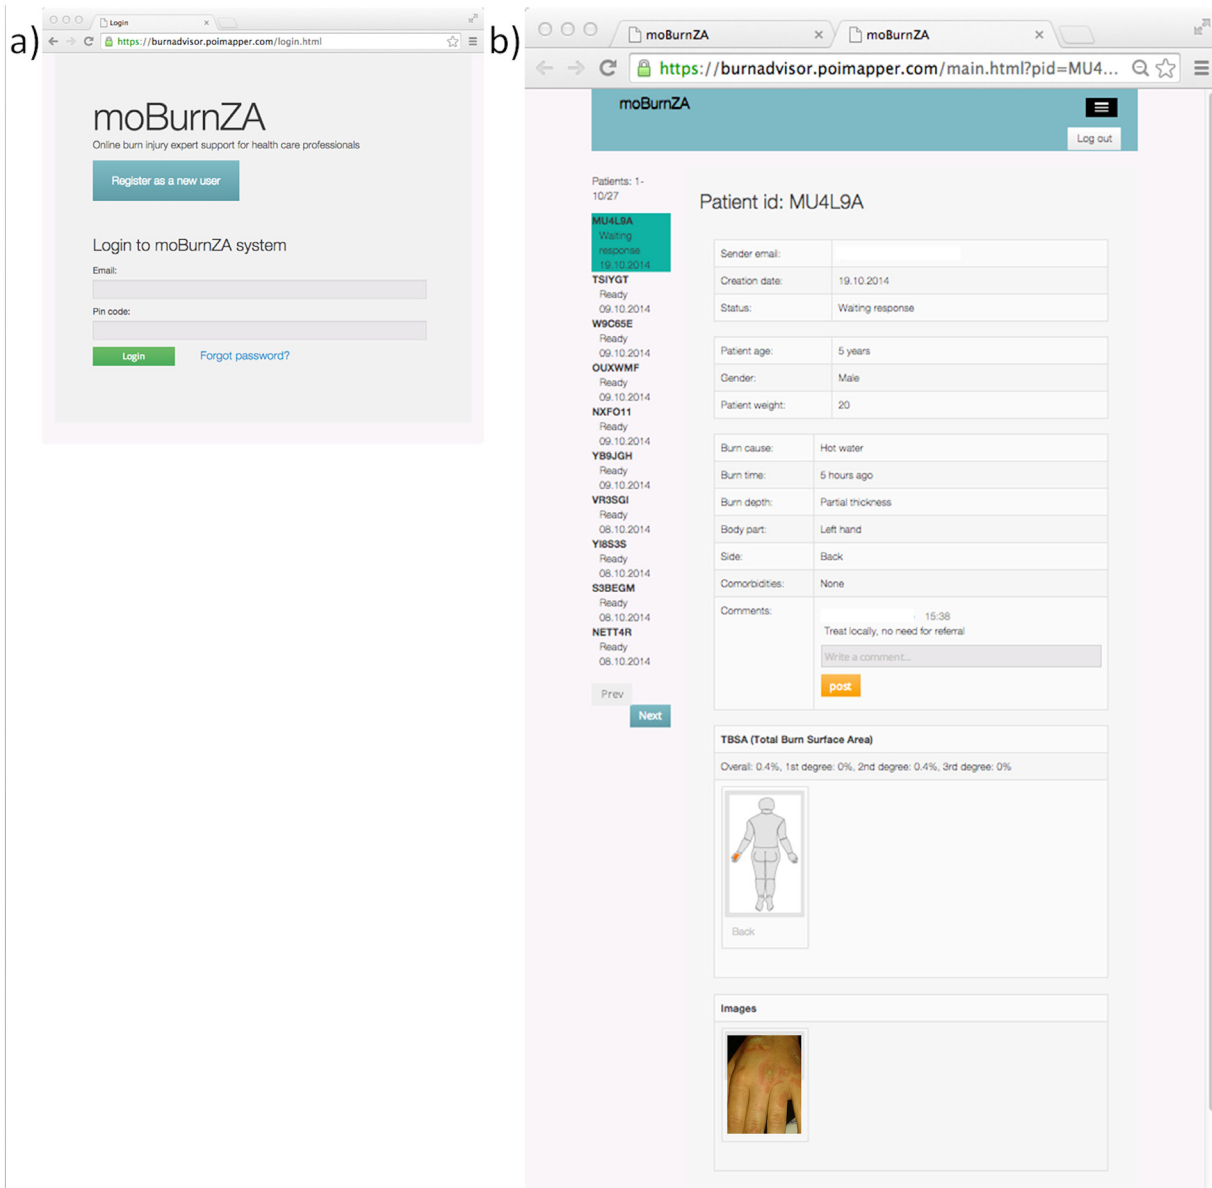 a)
Login
https://burnadvisor.poimapper.com/login.html
moBurnZA
Online burn injury expert support for health care professionals
Register as a new user
Login to moBurnZA system
Email:
Pin code:
Login
Forgot password?
b)
moBurnZA
moBurnZA
https://burnadvisor.poimapper.com/main.html?pid=MU4...
moBurnZA
Log out
Patients: 1-
10/27
MU4L9A
Waiting
response
19.10.2014
TSIYGT
Ready
09.10.2014
W9C65E
Ready
09.10.2014
OUXWMF
Ready
09.10.2014
NXFO11
Ready
09.10.2014
YB9JGH
Ready
09.10.2014
VR3SGI
Ready
08.10.2014
YI8S3S
Ready
08.10.2014
S3BEGM
Ready
08.10.2014
NETT4R
Ready
08.10.2014
Prev
Next
Patient id: MU4L9A
Sender email:
Creation date: 19.10.2014
Status: Waiting response
Patient age: 5 years
Gender: Male
Patient weight: 20
Burn cause: Hot water
Burn time: 5 hours ago
Burn depth: Partial thickness
Body part: Left hand
Side: Back
Comorbidities: None
Comments: 15:38
Treat locally, no need for referral
Write a comment...
post
TBSA (Total Burn Surface Area)
Overall: 0.4%, 1st degree: 0%, 2nd degree: 0.4%, 3rd degree: 0%
Back
Images